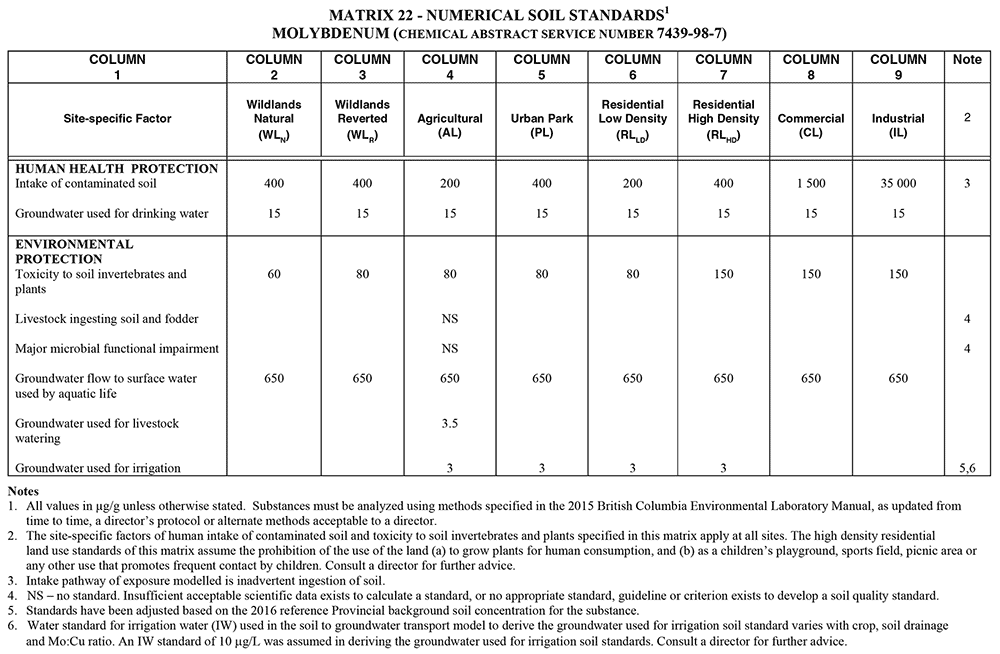 MATRIX 22 - NUMERICAL SOIL STANDARDS1
MOLYBDENUM (CHEMICAL ABSTRACT SERVICE NUMBER 7439-98-7)
COLUMN 1 COLUMN 2 COLUMN 3 COLUMN 4 COLUMN 5 COLUMN 6 COLUMN 7 COLUMN 8 COLUMN 9 Note
Site-specific Factor Wildlands Natural (WLN) Wildlands Reverted (WLR) Agricultural (AL) Urban Park (PL) Residential Low Density (RLLD) Residential High Density (RLHD) Commercial (CL) Industrial (IL) 2
HUMAN HEALTH PROTECTION
Intake of contaminated soil 400 400 200 400 200 400 1 500 35 000 3
Groundwater used for drinking water 15 15 15 15 15 15 15 15
ENVIRONMENTAL
PROTECTION
Toxicity to soil invertebrates and 60 80 80 80 80 150 150 150
plants
Livestock ingesting soil and fodder NS 4
Major microbial functional impairment NS 4
Groundwater flow to surface water 650 650 650 650 650 650 650 650
used by aquatic life
Groundwater used for livestock 3.5
watering
Groundwater used for irrigation 3 3 3 3 5,6
Notes
1. All values in µg/g unless otherwise stated. Substances must be analyzed using methods specified in the 2015 British Columbia Environmental Laboratory Manual, as updated from
time to time, a director's protocol or alternate methods acceptable to a director.
2. The site-specific factors of human intake of contaminated soil and toxicity to soil invertebrates and plants specified in this matrix apply at all sites. The high density residential
land use standards of this matrix assume the prohibition of the use of the land (a) to grow plants for human consumption, and (b) as a children's playground, sports field, picnic area or
any other use that promotes frequent contact by children. Consult a director for further advice.
3. Intake pathway of exposure modelled is inadvertent ingestion of soil.
4. NS – no standard. Insufficient acceptable scientific data exists to calculate a standard, or no appropriate standard, guideline or criterion exists to develop a soil quality standard.
5. Standards have been adjusted based on the 2016 reference Provincial background soil concentration for the substance.
6. Water standard for irrigation water (IW) used in the soil to groundwater transport model to derive the groundwater used for irrigation soil standard varies with crop, soil drainage
and Mo:Cu ratio. An IW standard of 10 µg/L was assumed in deriving the groundwater used for irrigation soil standards. Consult a director for further advice.